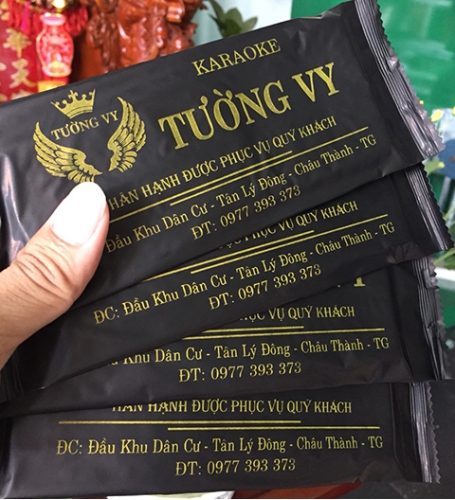 KARAOKE
TƯỜNG VY
TƯỜNG VY
HÂN HẠNH ĐƯỢC PHỤC VỤ QUÝ KHÁCH
Đầu Khu Dân Cư - Tân Lý Đông - Châu Thành - TG
ĐT: 0977 393 373
PHỤC VỤ QUÝ KHÁCH
ĐC: Đầu Khu Dân Cư - Tân Lý Đông - Châu Thành - TG
ĐT: 0977 393 373
Y
PHỤC VỤ QUÝ KHÁCH
ĐC: Đầu Khu Dân Cư - Tân Lý Đông - Châu Thành - TG
ĐT: 0977 393 373
HÂN HẠNH ĐƯỢC PHỤC VỤ QUÝ KHÁCH
ĐC: Đầu Khu Dân Cư - Tân Lý Đông - Châu Thành - TG
ĐT: 0977 393 373